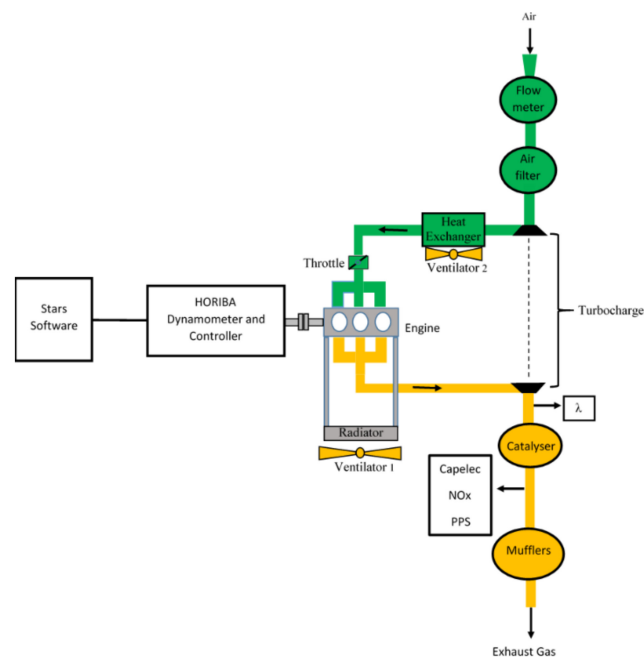 Air
Flow
meter
Air
filter
Heat
Exchanger
Throttle
Ventilator 2
Stars
Software
HORIBA
Dynamometer and
Controller
Engine
Turbocharge
Radiator
Ventilator 1
λ
Catalyser
Capelec
NOx
PPS
Mufflers
Exhaust Gas